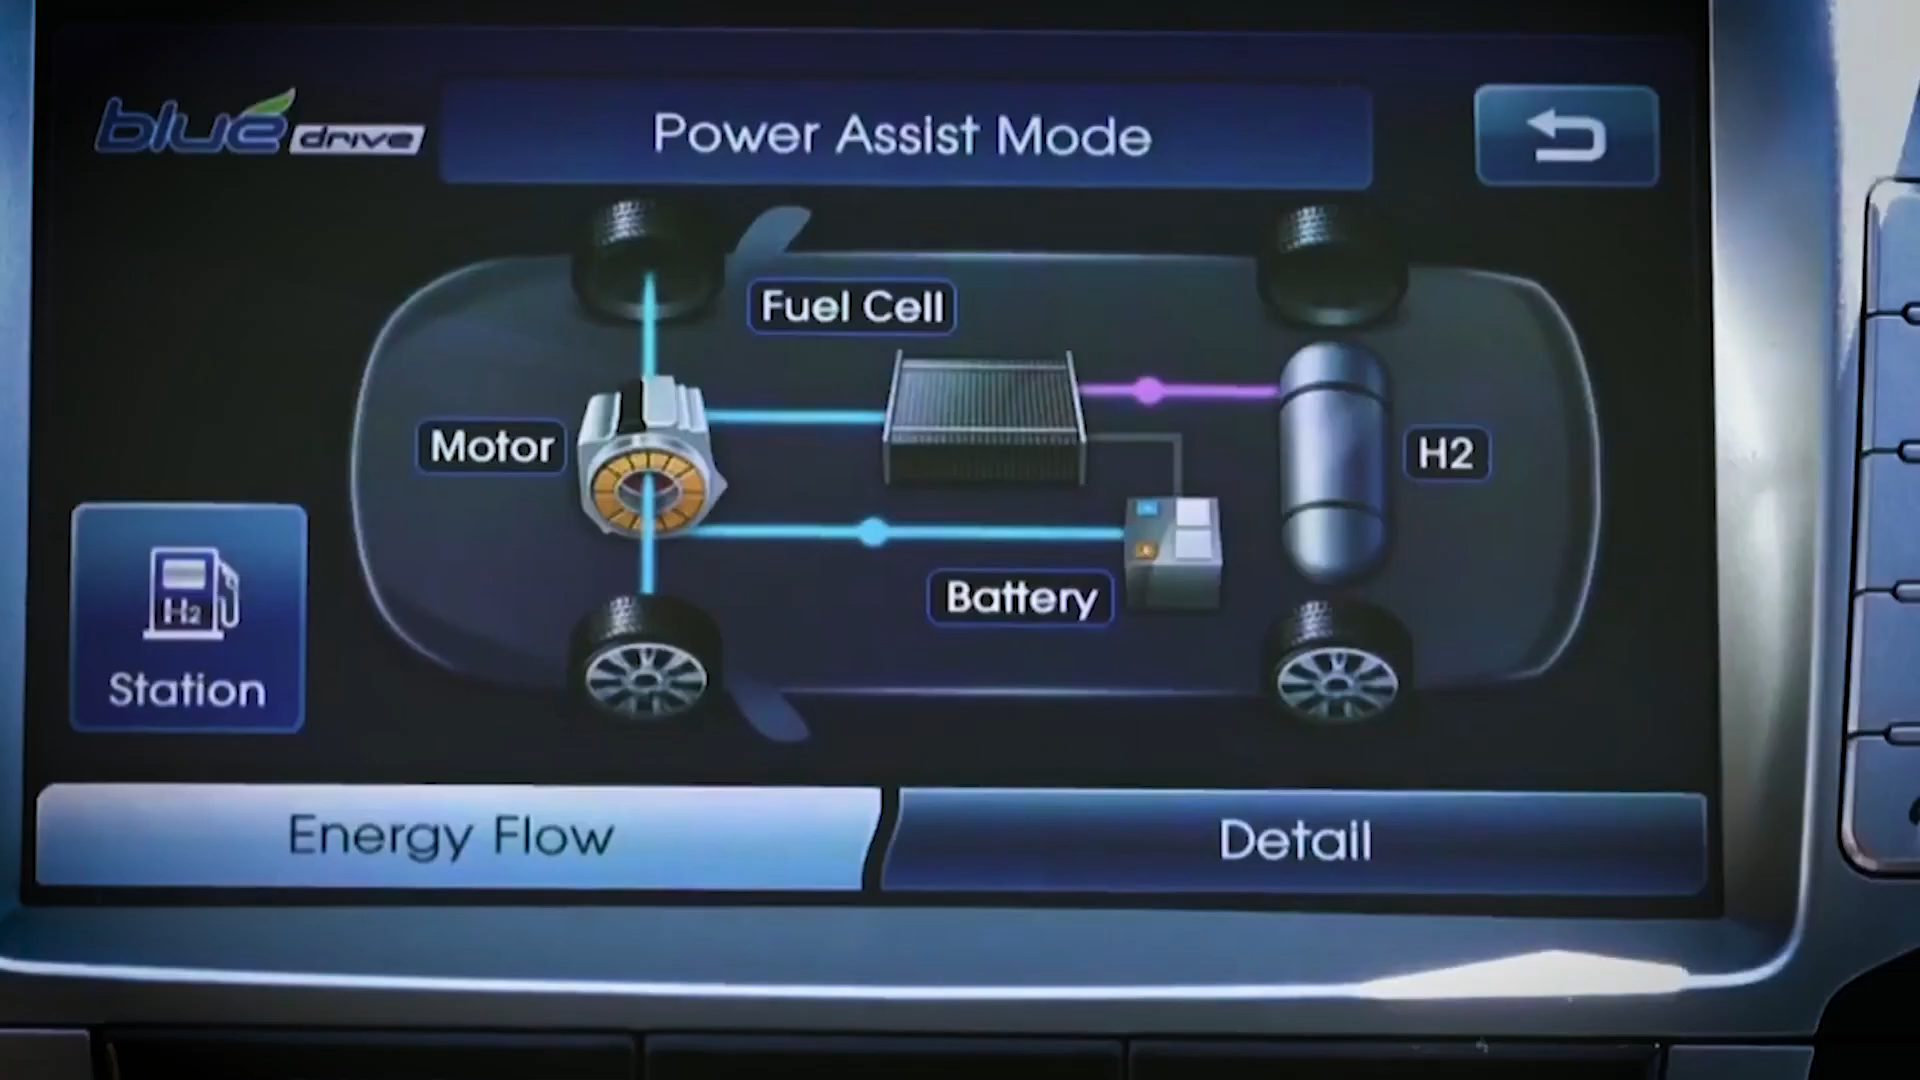 blue drive
Power Assist Mode
Fuel Cell
Motor
H2
Battery
H2
Station
Energy Flow
Detail